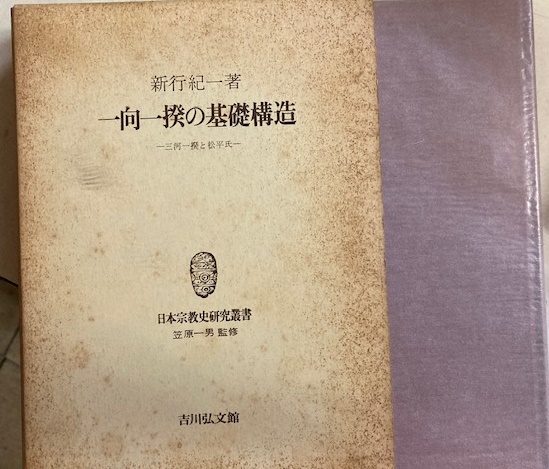 新行紀一著
一向一揆の基礎構造
―三河一揆と松平氏―
日本宗教史研究叢書
笠原一男 監修
吉川弘文館